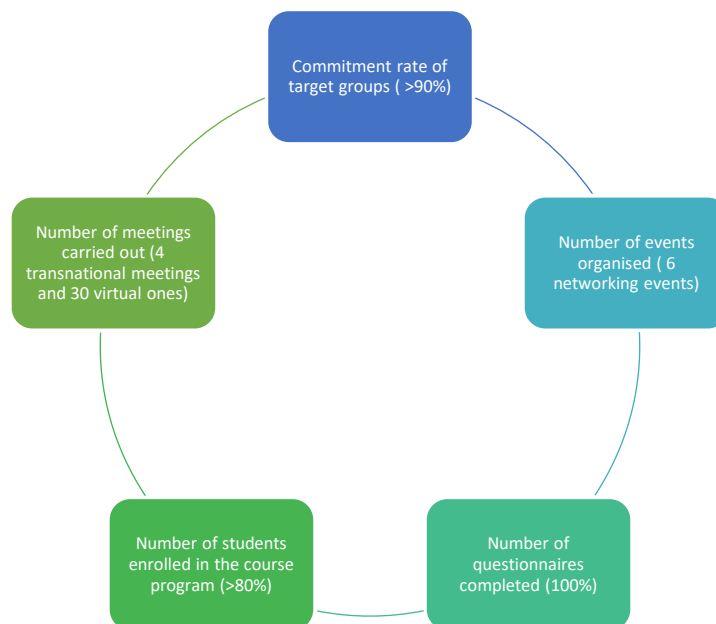 Commitment rate of
target groups ( >90%)
Number of events
organised ( 6
networking events)
Number of
questionnaires
completed (100%)
Number of students
enrolled in the course
program (>80%)
Number of meetings
carried out (4
transnational meetings
and 30 virtual ones)